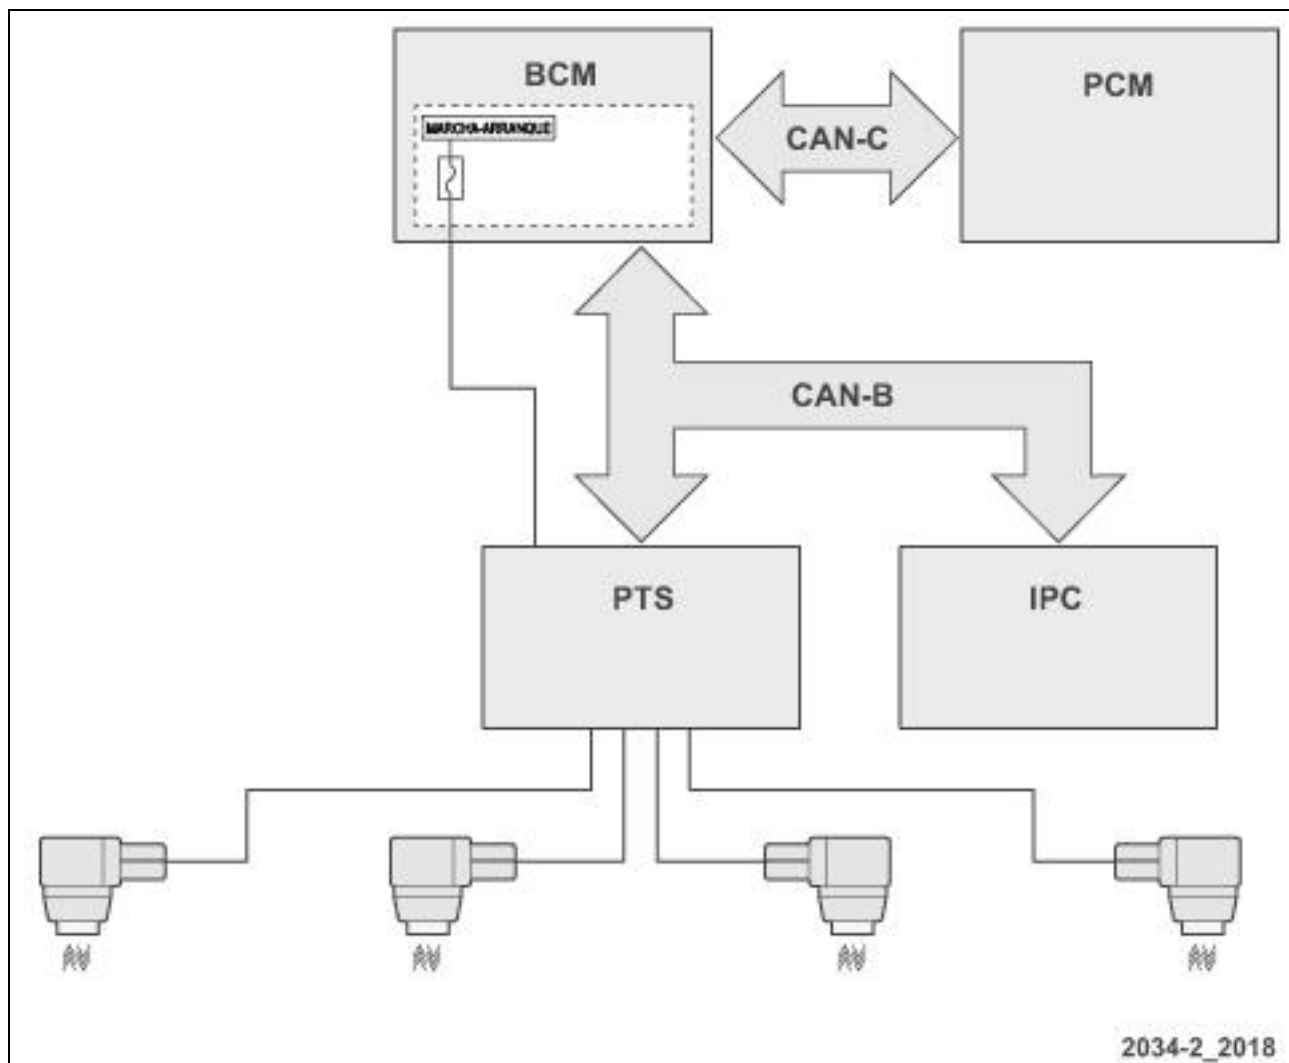 BCM
PCM
MARCHA-ARRANQUE
CAN-C
CAN-B
PTS
IPC
2034-2_2018